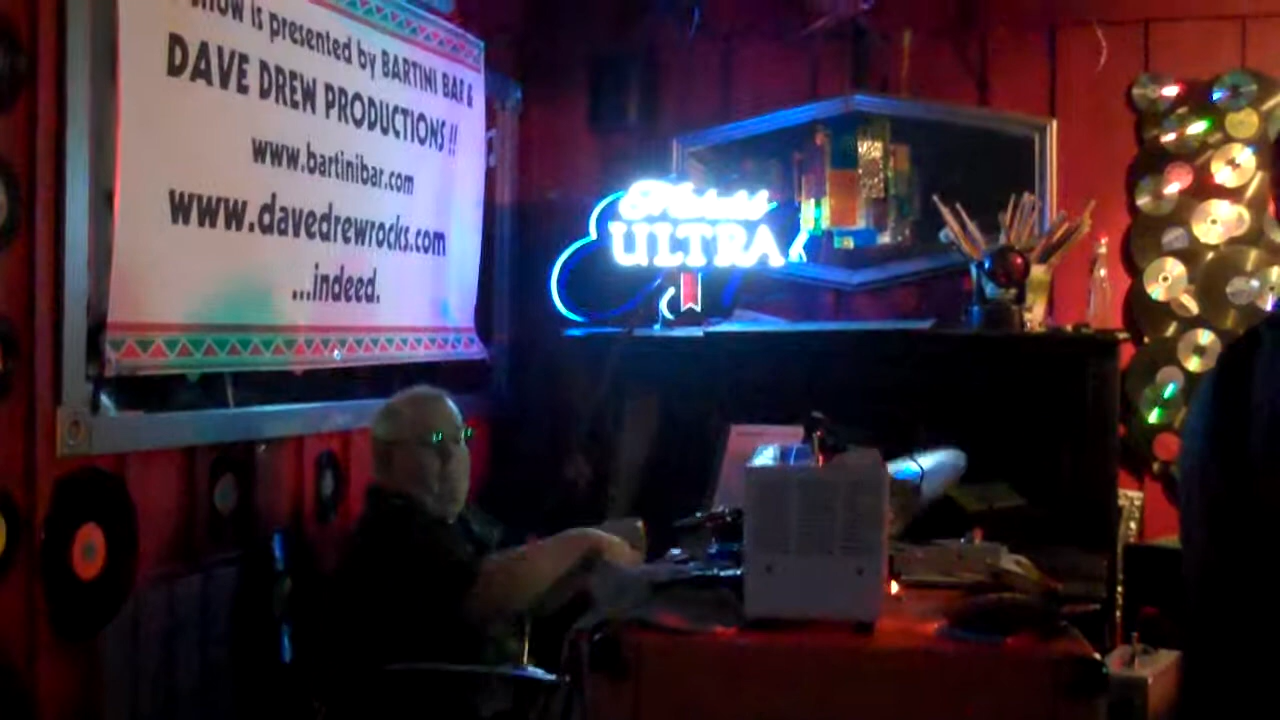 show is presented by BARTINI BAR &
DAVE DREW PRODUCTIONS!!
www.bartinibar.com
www.davedrewrocks.com
...indeed.
ULTRA